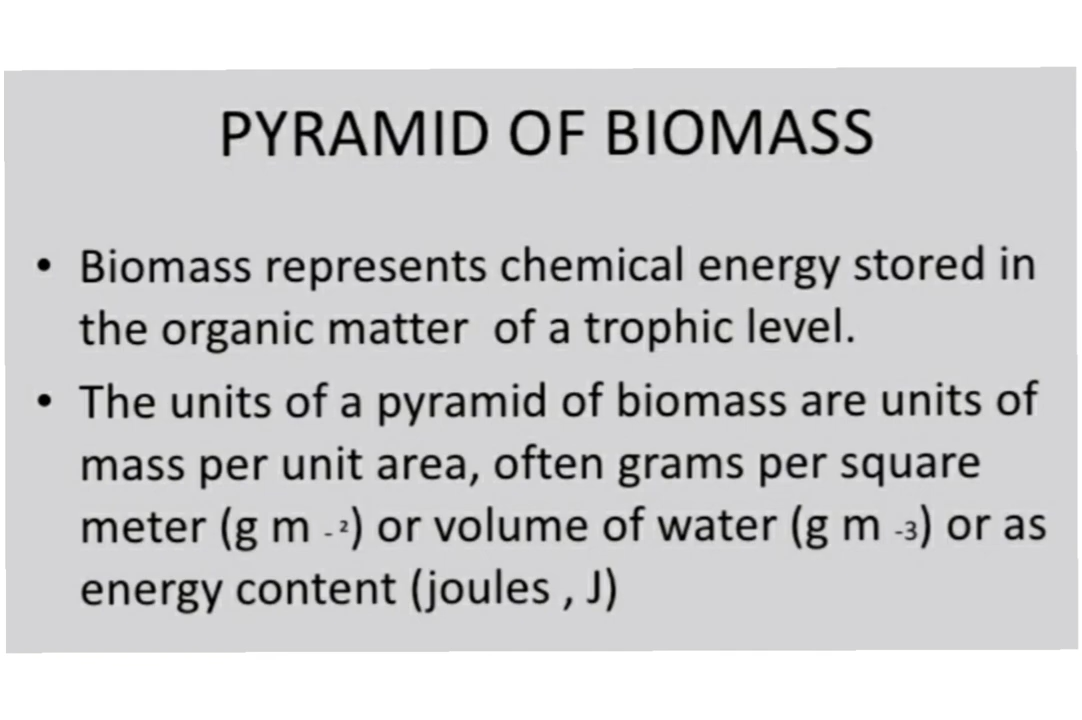 PYRAMID OF BIOMASS
• Biomass represents chemical energy stored in
the organic matter of a trophic level.
• The units of a pyramid of biomass are units of
mass per unit area, often grams per square
meter (g m -²) or volume of water (g m -3) or as
energy content (joules , J)